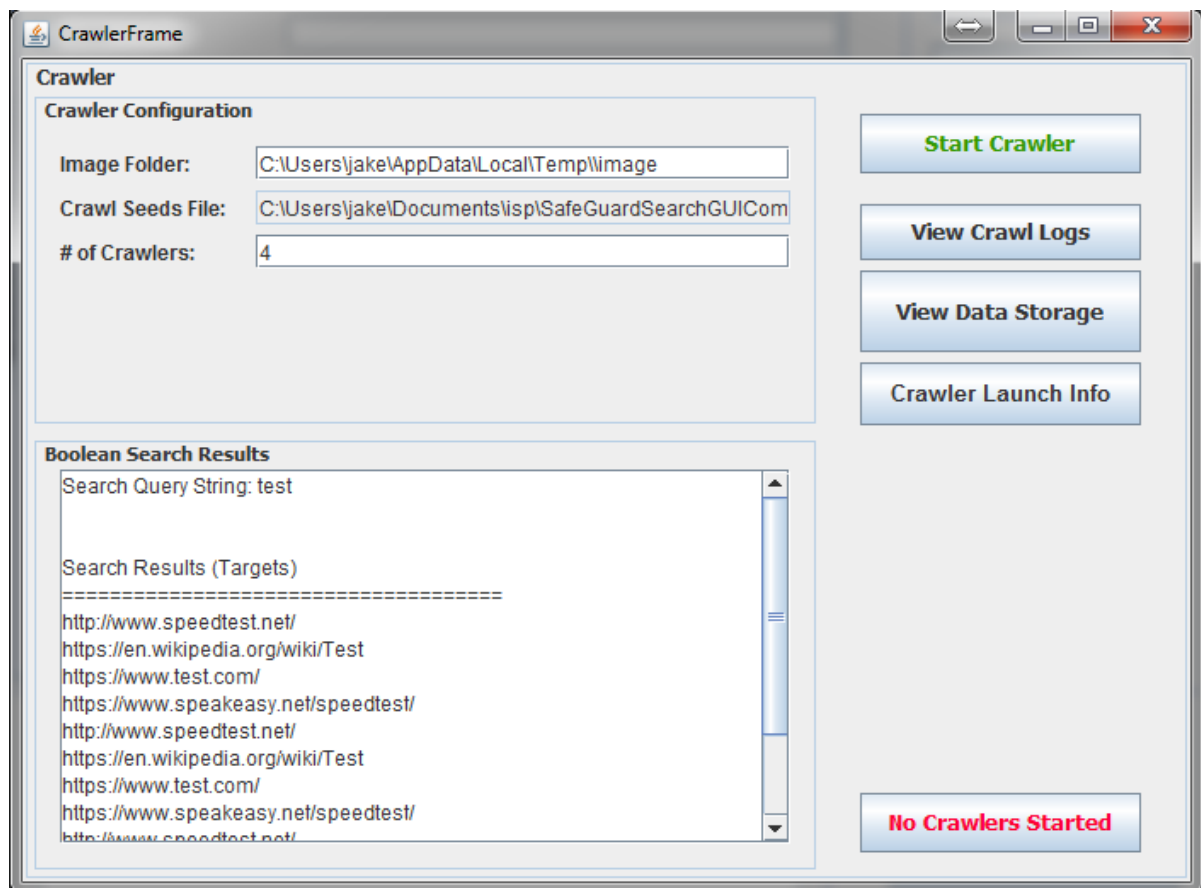 CrawlerFrame
Crawler
Crawler Configuration
Image Folder: C:\Users\jake\AppData\Local\Temp\\image
Crawl Seeds File: C:\Users\jake\Documents\isp\SafeGuardSearchGUICom
# of Crawlers: 4
Start Crawler
View Crawl Logs
View Data Storage
Crawler Launch Info
Boolean Search Results
Search Query String: test
Search Results (Targets)
=====================================
http://www.speedtest.net/
https://en.wikipedia.org/wiki/Test
https://www.test.com/
https://www.speakeasy.net/speedtest/
http://www.speedtest.net/
https://en.wikipedia.org/wiki/Test
https://www.test.com/
https://www.speakeasy.net/speedtest/
http://www.speedtest.net/
No Crawlers Started